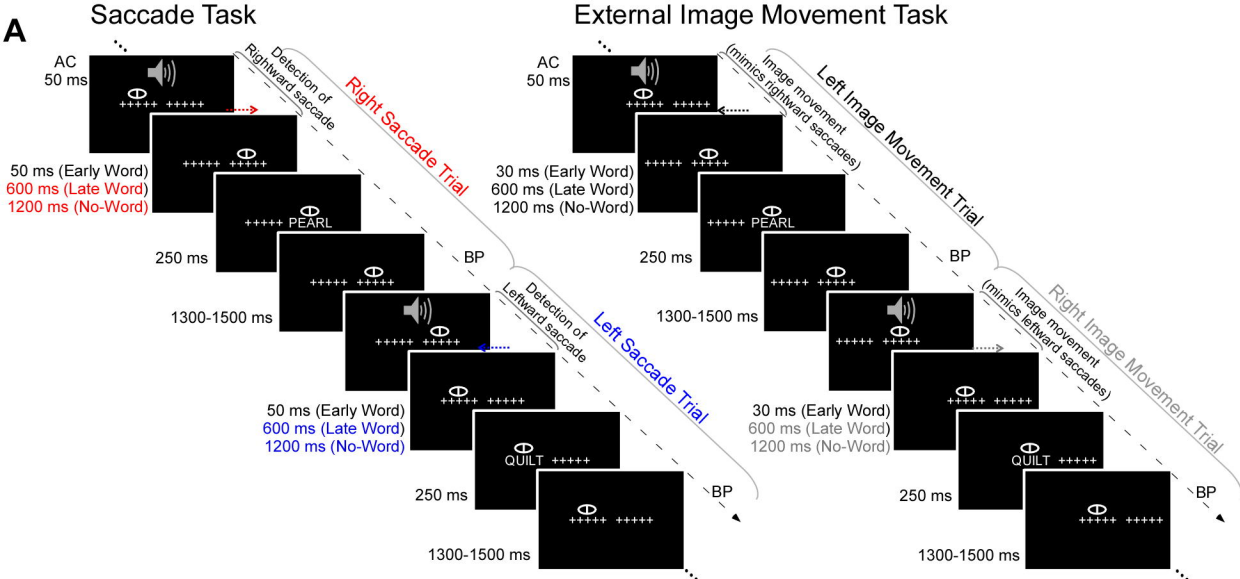 A
Saccade Task
AC
50 ms
+++++ +++++
Detection of
Rightward saccade
Right Saccade Trial
+++++ +++++
50 ms (Early Word)
600 ms (Late Word)
1200 ms (No-Word)
+++++ PEARL
250 ms
+++++ +++++
BP
1300-1500 ms
+++++ +++++
Detection of
Leftward saccade
Left Saccade Trial
+++++ +++++
50 ms (Early Word)
600 ms (Late Word)
1200 ms (No-Word)
QUILT +++++
250 ms
BP
+++++ +++++
1300-1500 ms
External Image Movement Task
AC
50 ms
+++++ +++++
Image movement
(mimics rightward saccades)
Left Image Movement Trial
+++++ +++++
30 ms (Early Word)
600 ms (Late Word)
1200 ms (No-Word)
+++++ PEARL
250 ms
+++++ +++++
BP
1300-1500 ms
+++++ +++++
Image movement
(mimics leftward saccades)
Right Image Movement Trial
+++++ +++++
30 ms (Early Word)
600 ms (Late Word)
1200 ms (No-Word)
QUILT +++++
250 ms
BP
+++++ +++++
1300-1500 ms